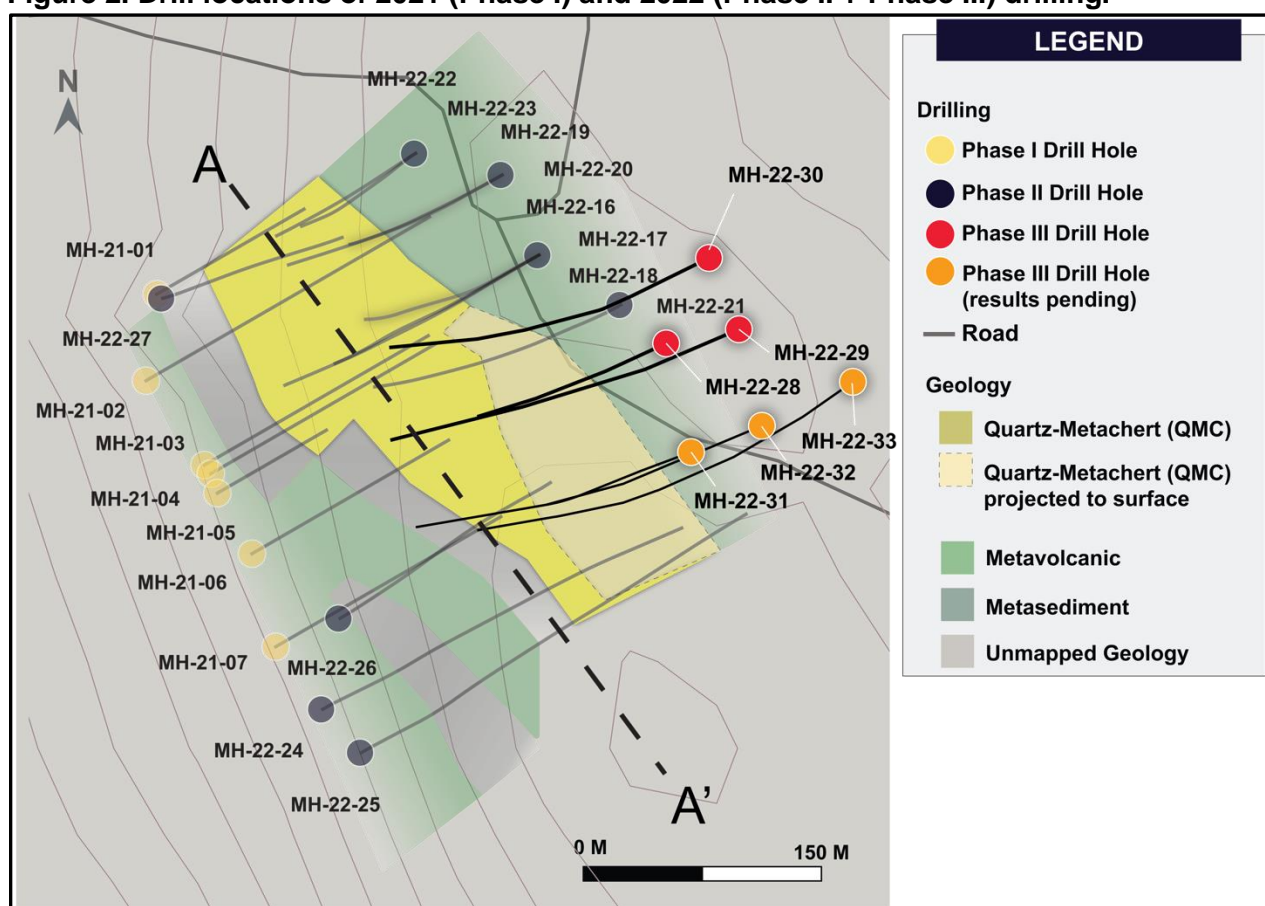 Figure 2. Drill locations of 2021 (Phase I) and 2022 (Phase II + Phase III) drilling.
N
A
MH-22-22
MH-22-23
MH-22-19
MH-22-20
MH-22-16
MH-22-17
MH-22-18
MH-22-21
MH-22-30
MH-22-29
MH-22-28
MH-22-33
MH-22-32
MH-22-31
MH-21-01
MH-22-27
MH-21-02
MH-21-03
MH-21-04
MH-21-05
MH-21-06
MH-21-07
MH-22-26
MH-22-24
MH-22-25
A’
0 M
150 M
LEGEND
Drilling
Phase I Drill Hole
Phase II Drill Hole
Phase III Drill Hole
Phase III Drill Hole
(results pending)
Road
Geology
Quartz-Metachert (QMC)
Quartz-Metachert (QMC)
projected to surface
Metavolcanic
Metasediment
Unmapped Geology